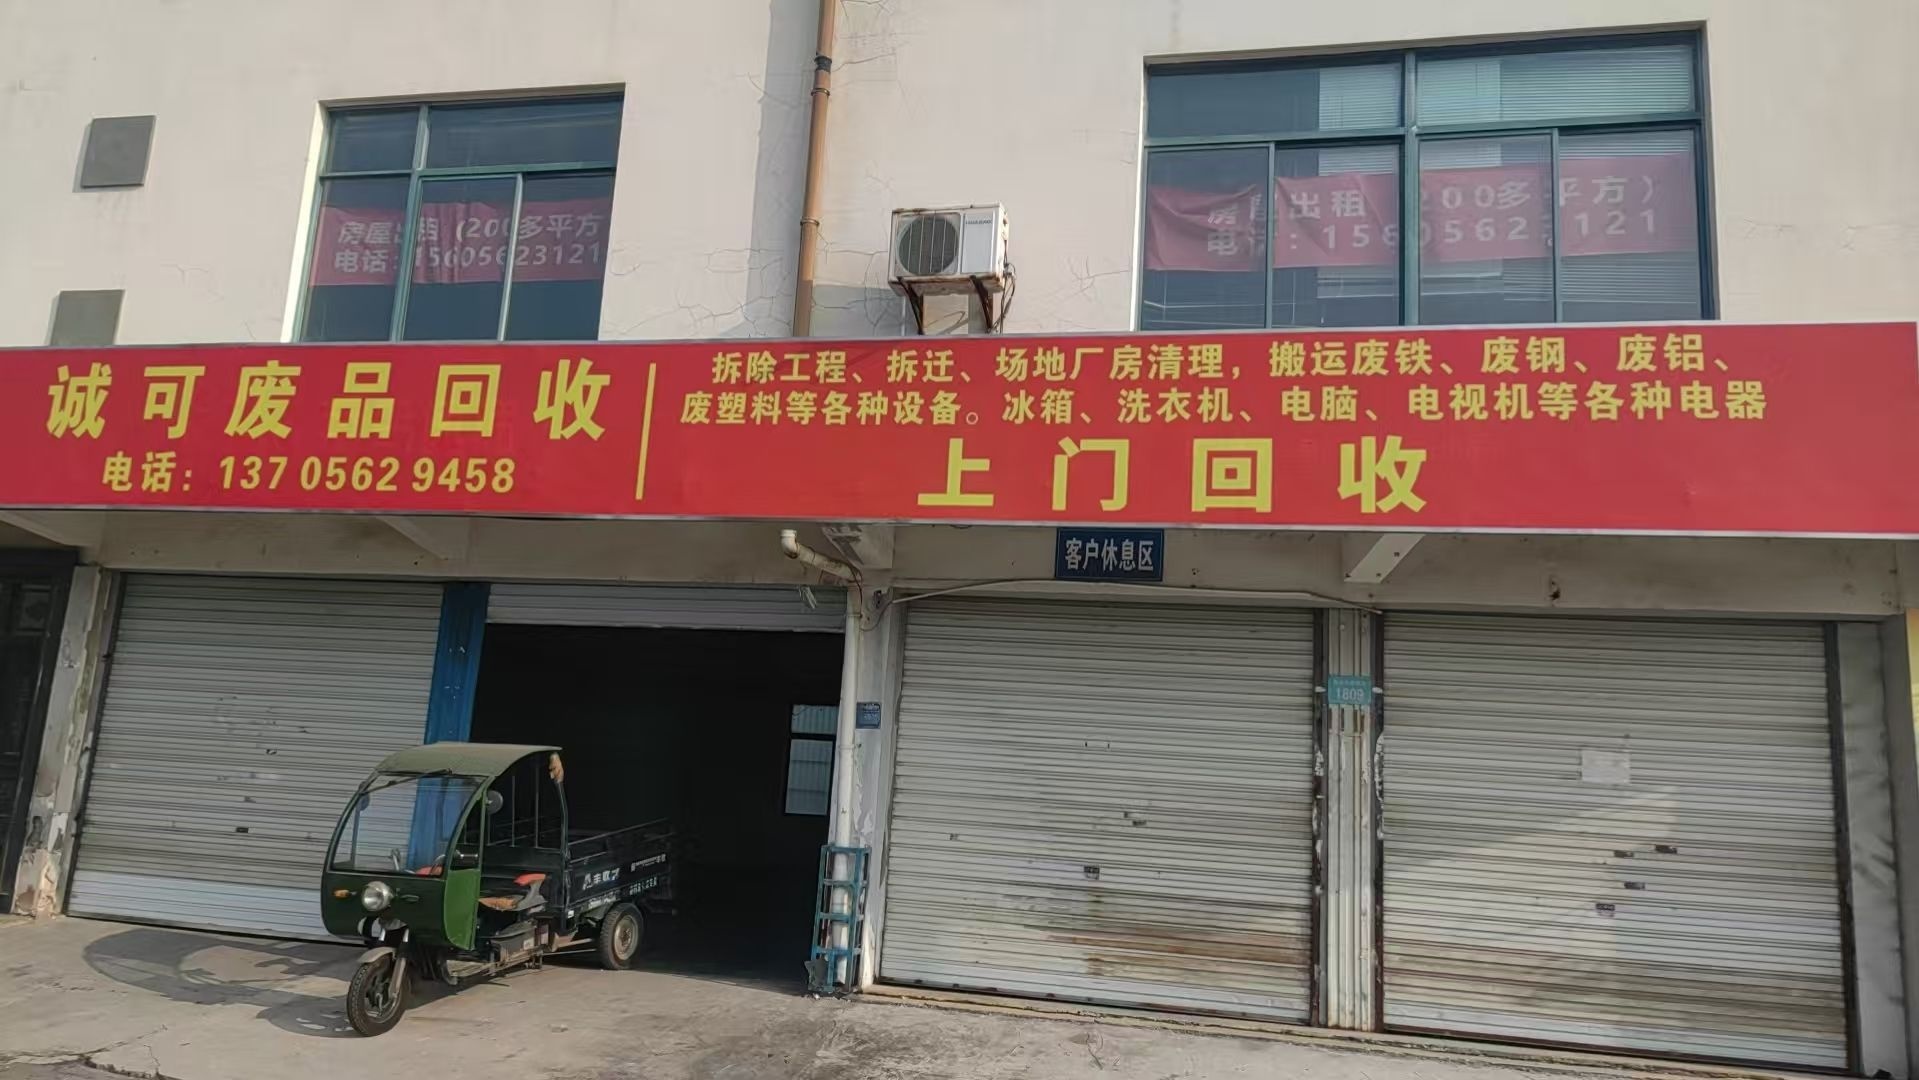 房屋出租（200多平方
电话：15605623121
房屋出租（200多平方）
电话：15605623121
诚可废品回收
电话：13705629458
拆除工程、拆迁、场地厂房清理，搬运废铁、废钢、废铝、
废塑料等各种设备。冰箱、洗衣机、电脑、电视机等各种电器
上门回收
客户休息区
1809